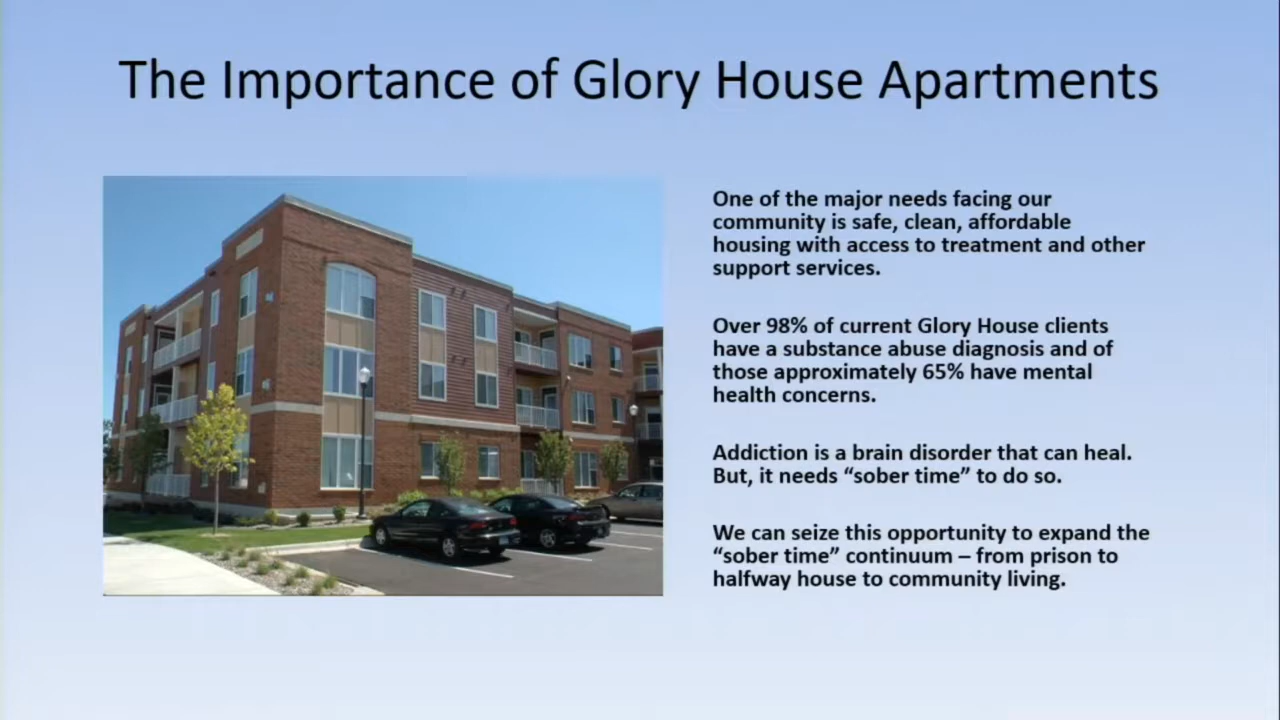 The Importance of Glory House Apartments
One of the major needs facing our
community is safe, clean, affordable
housing with access to treatment and other
support services.
Over 98% of current Glory House clients
have a substance abuse diagnosis and of
those approximately 65% have mental
health concerns.
Addiction is a brain disorder that can heal.
But, it needs “sober time” to do so.
We can seize this opportunity to expand the
“sober time” continuum – from prison to
halfway house to community living.